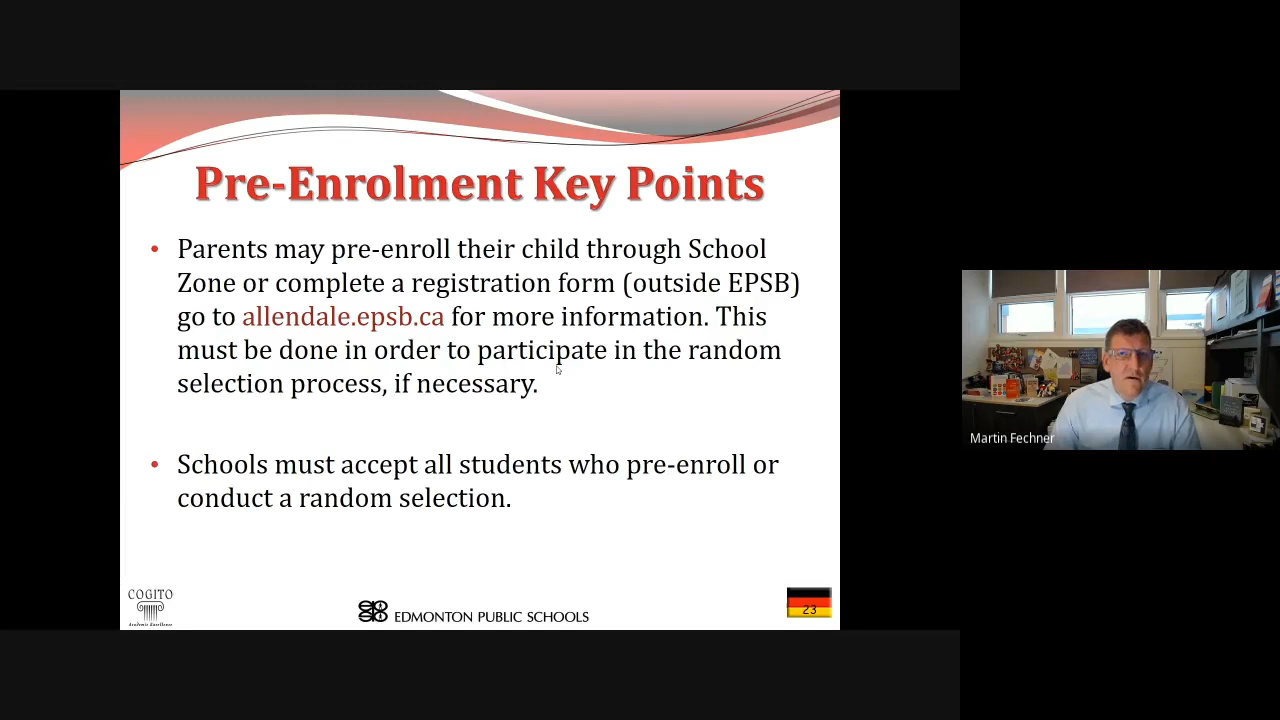 Pre-Enrolment Key Points
• Parents may pre-enroll their child through School
Zone or complete a registration form (outside EPSB)
go to allendale.epsb.ca for more information. This
must be done in order to participate in the random
selection process, if necessary.
• Schools must accept all students who pre-enroll or
conduct a random selection.
COGITO
Academic Excellence
EDMONTON PUBLIC SCHOOLS
23
Martin Fechner